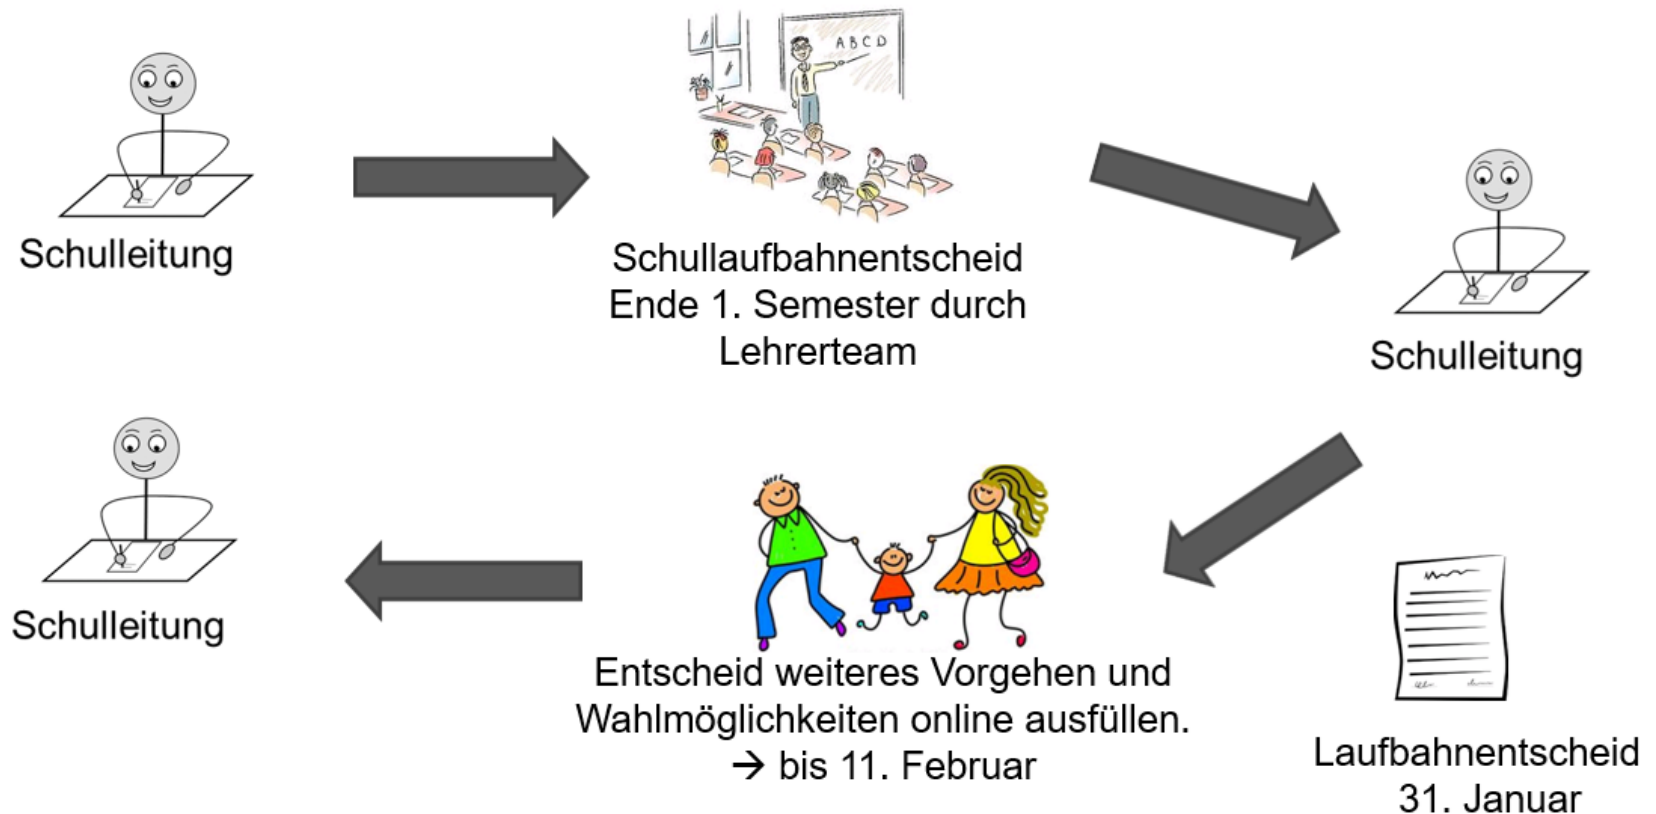 A B C D
Schulleitung
Schullaufbahnentscheid
Ende 1. Semester durch
Lehrerteam
Schulleitung
Schulleitung
Entscheid weiteres Vorgehen und
Wahlmöglichkeiten online ausfüllen.
→ bis 11. Februar
Laufbahnentscheid
31. Januar